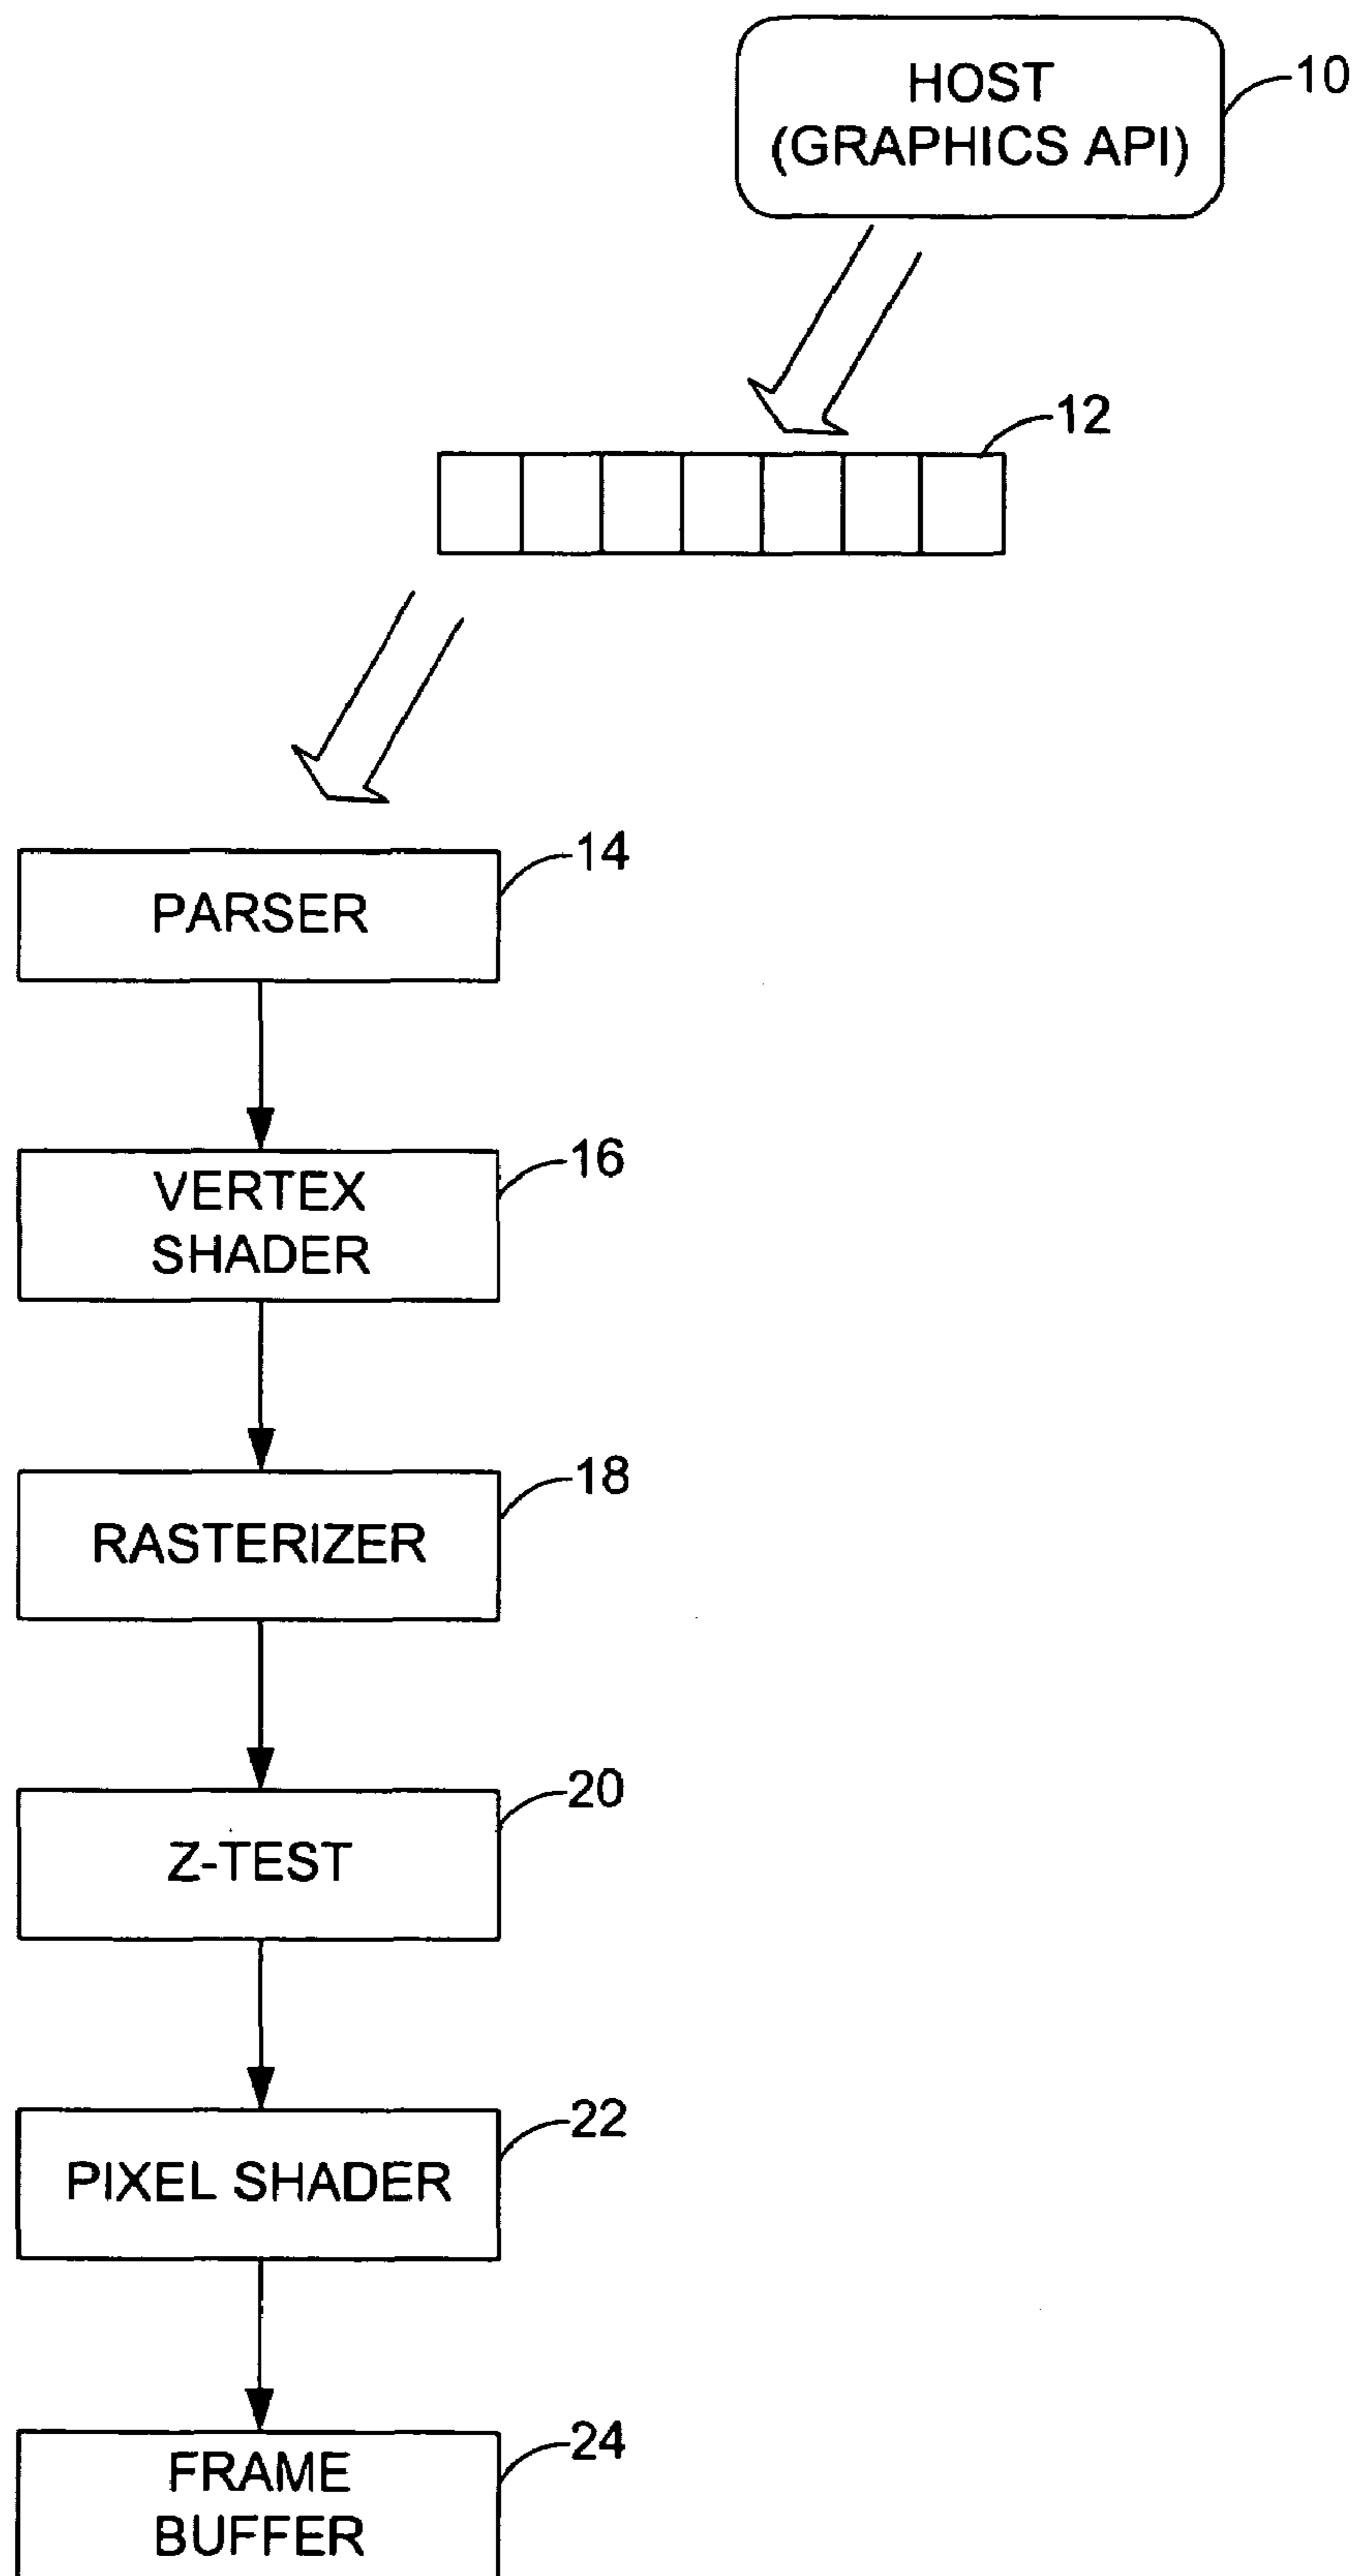 HOST
(GRAPHICS API)
10
12
14
PARSER
16
VERTEX
SHADER
18
RASTERIZER
20
Z-TEST
22
PIXEL SHADER
24
FRAME
BUFFER